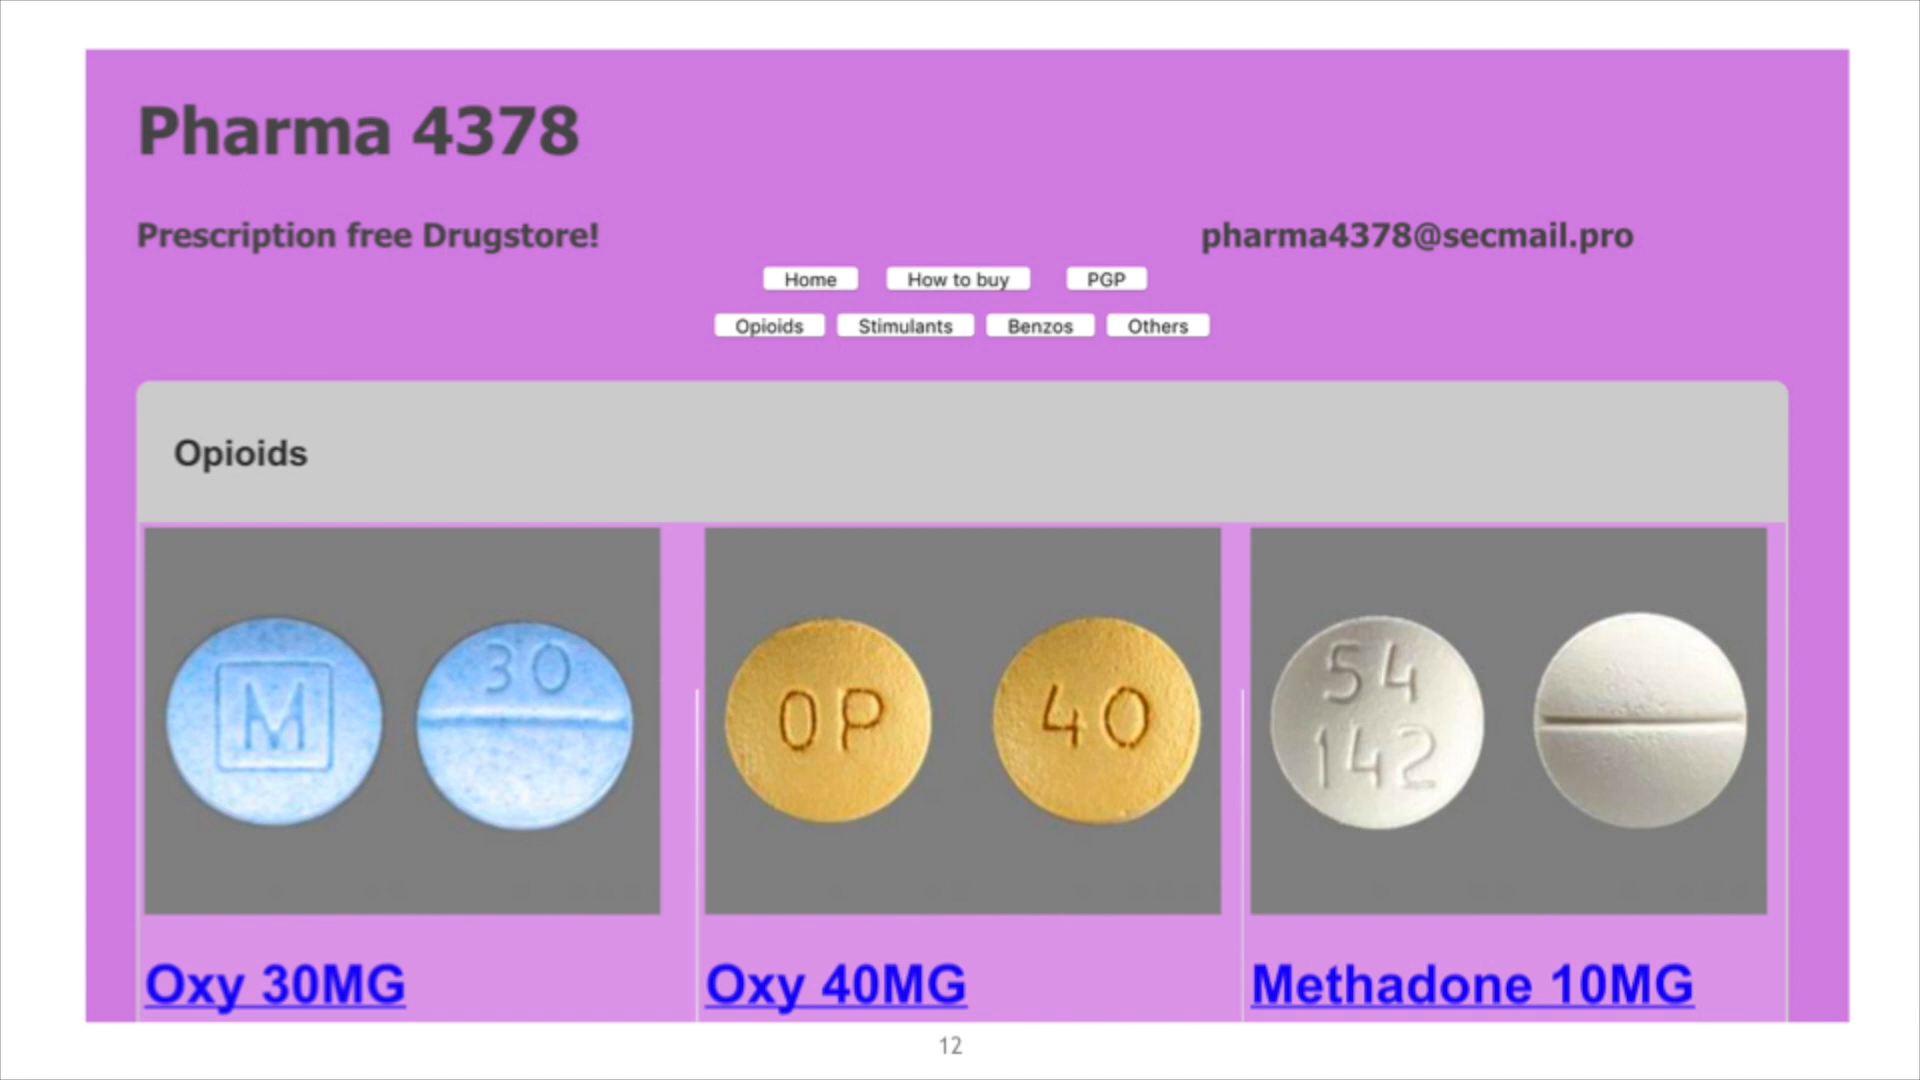 Pharma 4378
Prescription free Drugstore!
pharma4378@secmail.pro
Home How to buy PGP
Opioids Stimulants Benzos Others
Opioids
M 30
OP 40
54
142
Oxy 30MG
Oxy 40MG
Methadone 10MG
12